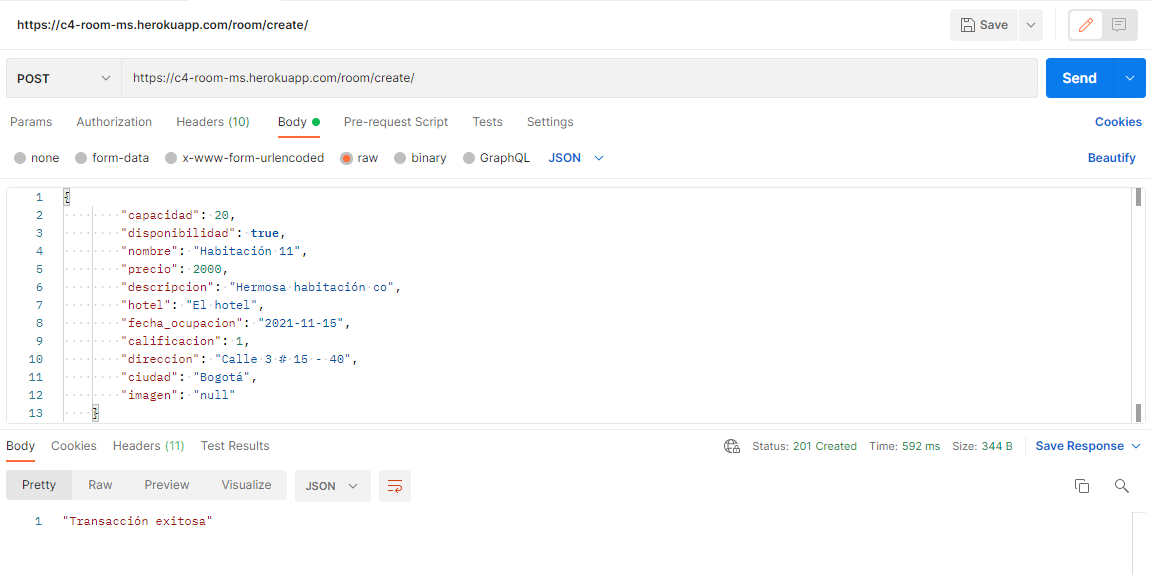 https://c4-room-ms.herokuapp.com/room/create/
Save
POST
https://c4-room-ms.herokuapp.com/room/create/
Send
Params Authorization Headers (10) Body Pre-request Script Tests Settings Cookies
none form-data x-www-form-urlencoded raw binary GraphQL JSON Beautify
1 {
2 "capacidad": 20,
3 "disponibilidad": true,
4 "nombre": "Habitación 11",
5 "precio": 2000,
6 "descripcion": "Hermosa habitación co",
7 "hotel": "El hotel",
8 "fecha_ocupacion": "2021-11-15",
9 "calificacion": 1,
10 "direccion": "Calle 3 # 15 - 40",
11 "ciudad": "Bogotá",
12 "imagen": "null"
13 }
Body Cookies Headers (11) Test Results Status: 201 Created Time: 592 ms Size: 344 B Save Response
Pretty Raw Preview Visualize JSON
1 "Transacción exitosa"